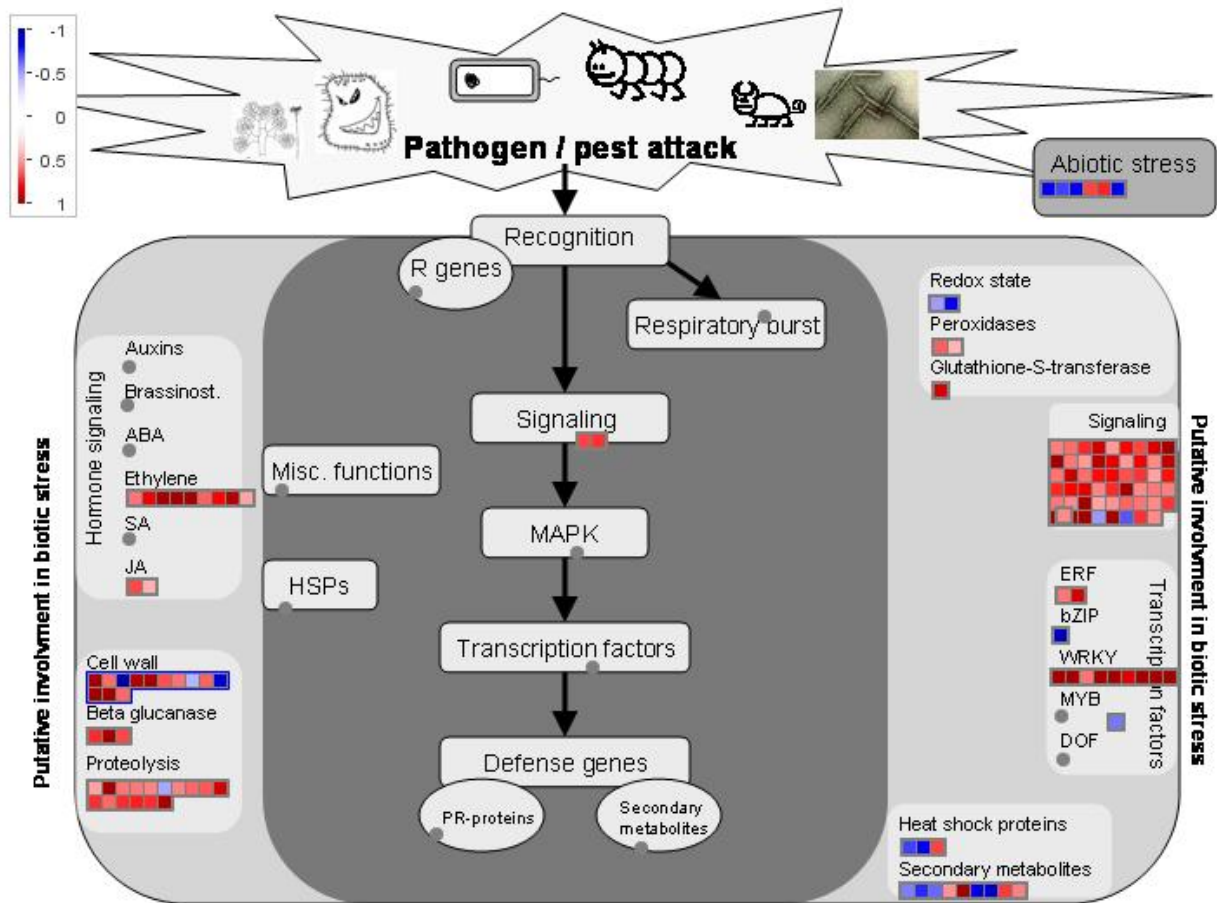 -1
-0.5
0
0.5
1
Pathogen / pest attack
Abiotic stress
Recognition
R genes
Respiratory burst
Redox state
Peroxidases
Glutathione-S-transferase
Hormone signaling
Auxins
Brassinost.
ABA
Ethylene
SA
JA
Signaling
Misc. functions
MAPK
HSPs
Transcription factors
Defense genes
PR-proteins
Secondary
metabolites
Putative involvment in biotic stress
Cell wall
Beta glucanase
Proteolysis
Signaling
Putative involvment in biotic stress
ERF
bZIP
WRKY
MYB
DOF
Transcription factors
Heat shock proteins
Secondary metabolites